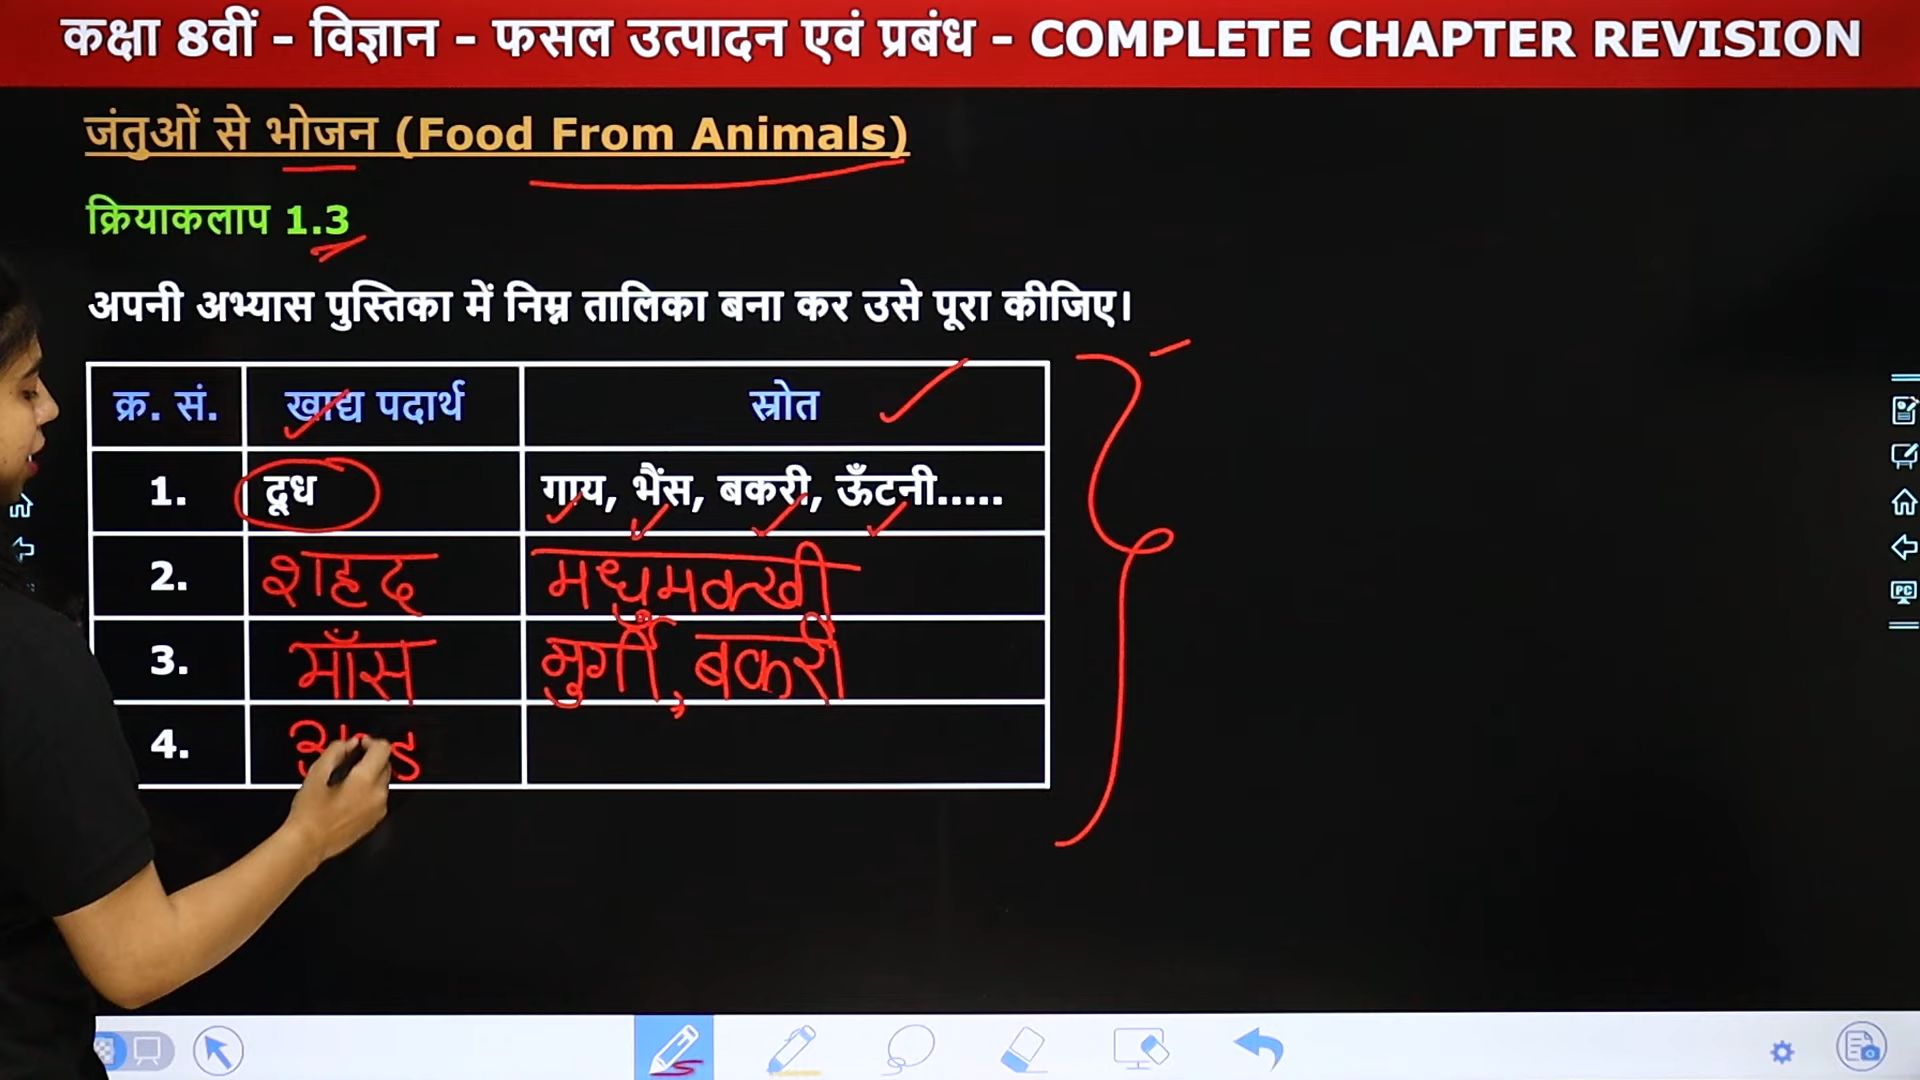 कक्षा 8वीं - विज्ञान - फसल उत्पादन एवं प्रबंध - COMPLETE CHAPTER REVISION
जंतुओं से भोजन (Food From Animals)
क्रियाकलाप 1.3
अपनी अभ्यास पुस्तिका में निम्न तालिका बना कर उसे पूरा कीजिए।
क्र. सं. खाद्य पदार्थ स्रोत
1. दूध गाय, भैंस, बकरी, ऊँटनी.....
2. शहद मधुमक्खी
3. माँस मुर्गी, बकरी
4.
PC